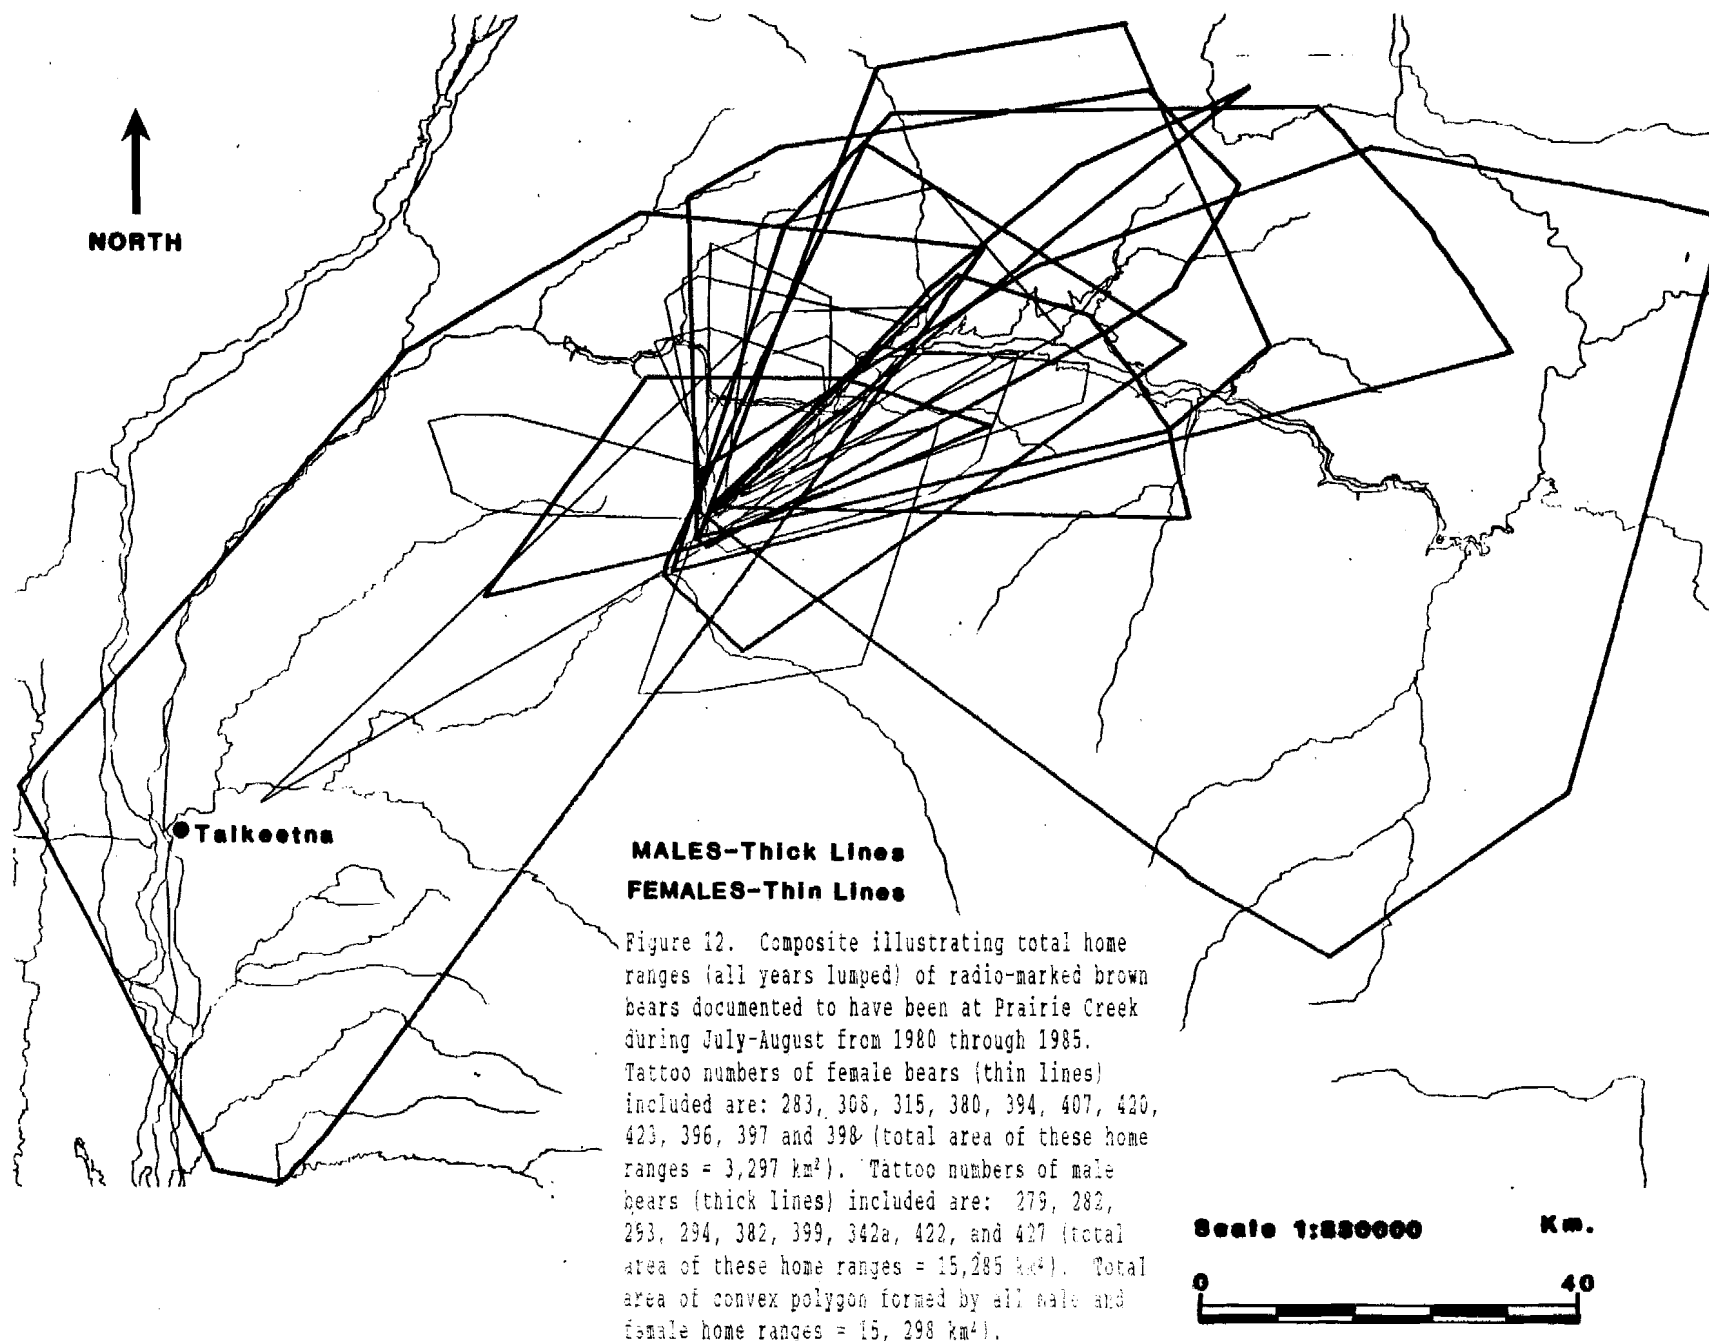 NORTH
Talkeetna
MALES-Thick Lines
FEMALES-Thin Lines
Figure 12. Composite illustrating total home
ranges (all years lumped) of radio-marked brown
bears documented to have been at Prairie Creek
during July-August from 1980 through 1985.
Tattoo numbers of female bears (thin lines)
included are: 283, 308, 315, 380, 394, 407, 420,
423, 396, 397 and 398 (total area of these home
ranges = 3,297 km²). Tattoo numbers of male
bears (thick lines) included are: 279, 282,
293, 294, 382, 399, 342a, 422, and 427 (total
area of these home ranges = 15,285 km²). Total
area of convex polygon formed by all male and
female home ranges = 15, 298 km²).
Scale Km.
0 40